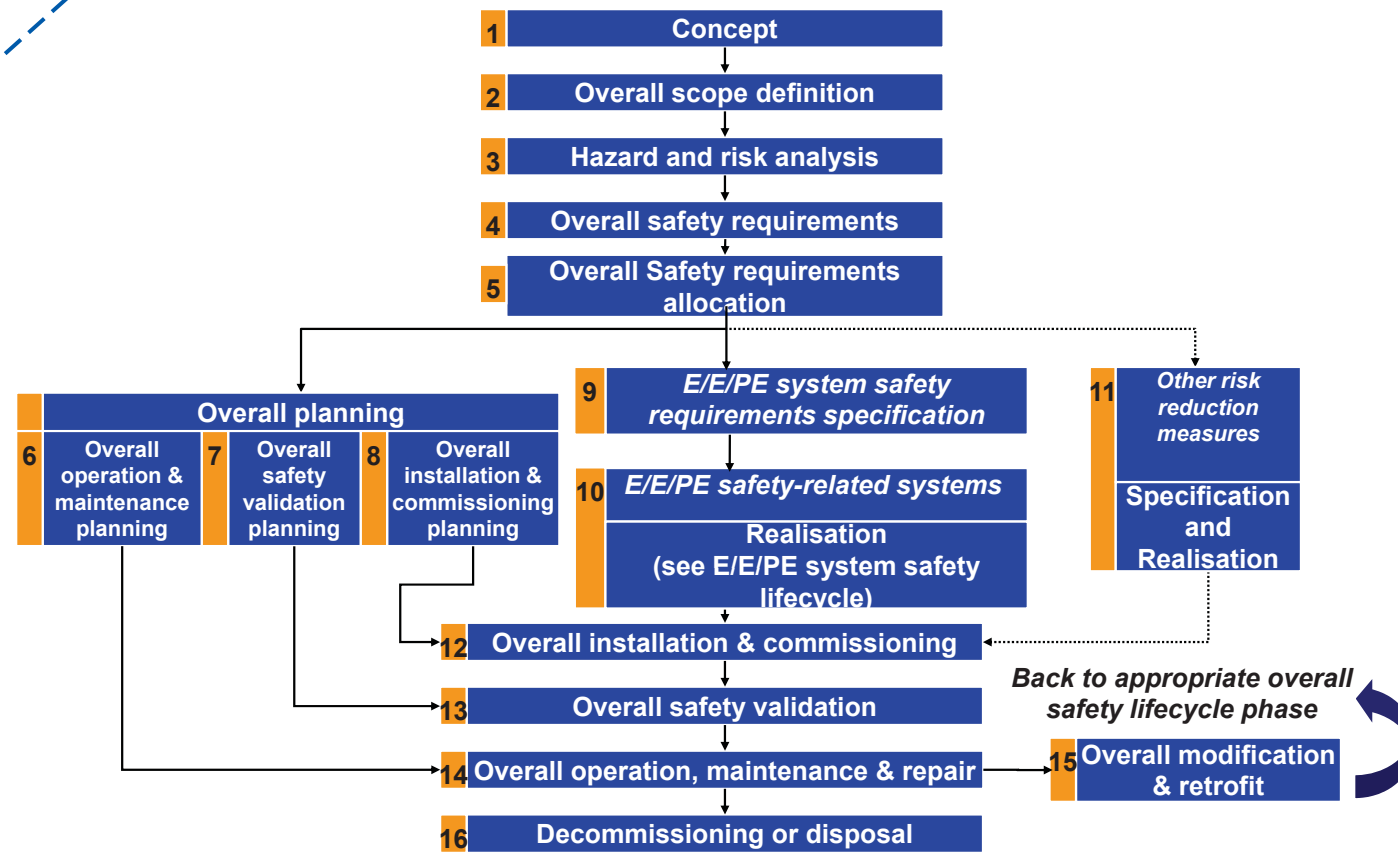 1
Concept
2
Overall scope definition
3
Hazard and risk analysis
4
Overall safety requirements
5
Overall Safety requirements
allocation
Overall planning
6
Overall
operation &
maintenance
planning
7
Overall
safety
validation
planning
8
Overall
installation &
commissioning
planning
9
E/E/PE system safety
requirements specification
10
E/E/PE safety-related systems
Realisation
(see E/E/PE system safety
lifecycle)
11
Other risk
reduction
measures
Specification
and
Realisation
12
Overall installation & commissioning
13
Overall safety validation
14
Overall operation, maintenance & repair
Back to appropriate overall
safety lifecycle phase
15
Overall modification
& retrofit
16
Decommissioning or disposal